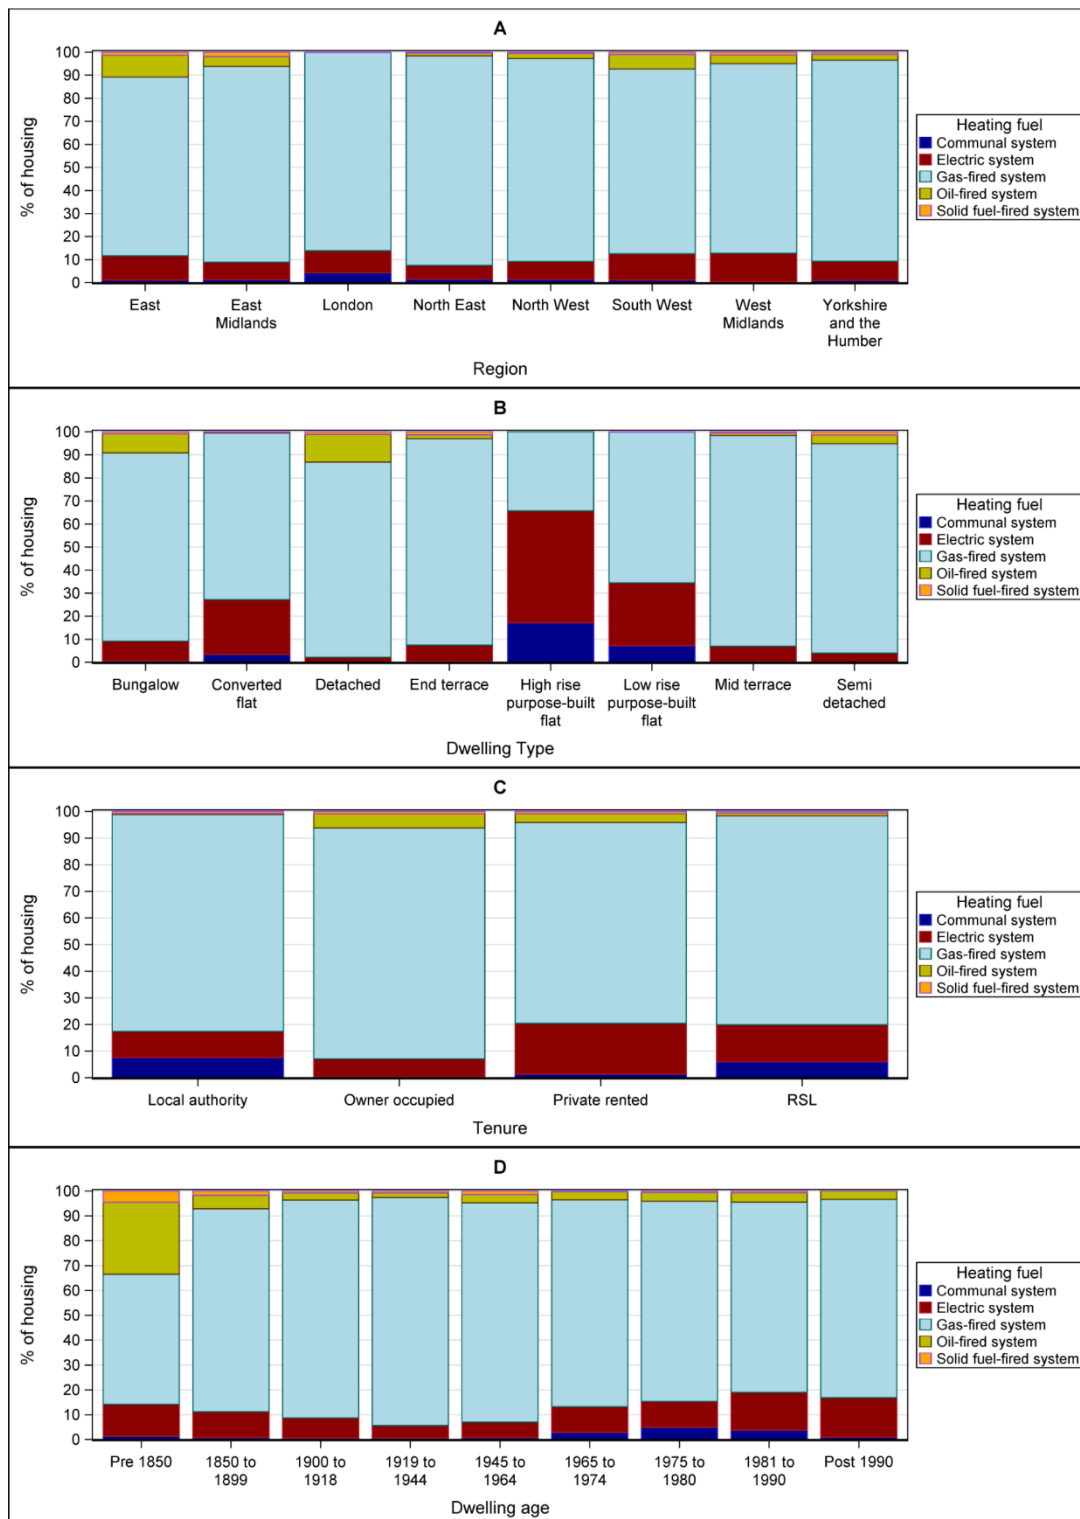 A
100
90
80
70
60
50
40
30
20
10
0
% of housing
East
East
Midlands
London
North East
North West
South West
West
Midlands
Yorkshire
and the
Humber
Region
Heating fuel
Communal system
Electric system
Gas-fired system
Oil-fired system
Solid fuel-fired system
B
100
90
80
70
60
50
40
30
20
10
0
% of housing
Bungalow
Converted
flat
Detached
End terrace
High rise
purpose-built
flat
Low rise
purpose-built
flat
Mid terrace
Semi
detached
Dwelling Type
Heating fuel
Communal system
Electric system
Gas-fired system
Oil-fired system
Solid fuel-fired system
C
100
90
80
70
60
50
40
30
20
10
0
% of housing
Local authority
Owner occupied
Private rented
RSL
Tenure
Heating fuel
Communal system
Electric system
Gas-fired system
Oil-fired system
Solid fuel-fired system
D
100
90
80
70
60
50
40
30
20
10
0
% of housing
Pre 1850
1850 to
1899
1900 to
1918
1919 to
1944
1945 to
1964
1965 to
1974
1975 to
1980
1981 to
1990
Post 1990
Dwelling age
Heating fuel
Communal system
Electric system
Gas-fired system
Oil-fired system
Solid fuel-fired system